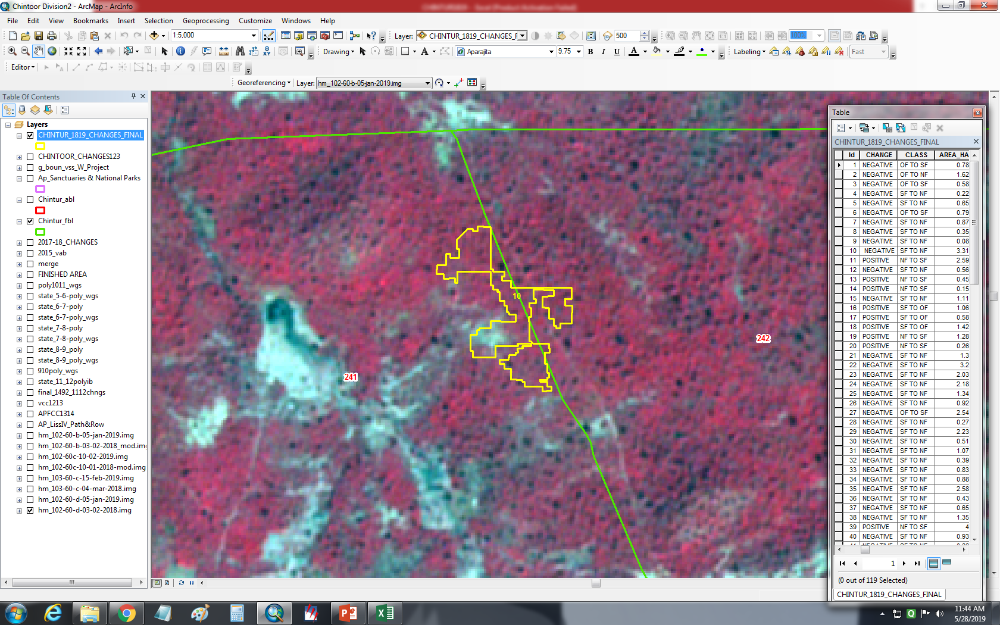 Chintoor Division2 - ArcMap - ArcInfo
File Edit View Bookmarks Insert Selection Geoprocessing Customize Windows Help
1:5,000
Layer: CHINTUR_1819_CHANGES_F
500
100%
Drawing
Aparajita
9.75
B I U A
Labeling
Fast
Editor
Georeferencing Layer: hm_102-60-b-05-jan-2019.img
Table Of Contents
Layers
CHINTUR_1819_CHANGES_FINAL
CHINTOOR_CHANGES123
g_boun_vss_W_Project
Ap_Sanctuaries & National Parks
Chintur_abl
Chintur_fbl
2017-18_CHANGES
2015_vab
merge
FINISHED AREA
poly1011_wgs
state_5-6-poly_wgs
state_6-7-poly
state_6-7-poly_wgs
state_7-8-poly
state_7-8-poly_wgs
state_8-9_poly
state_8-9_poly_wgs
910poly_wgs
state_11_12polyib
final_1492_1112chngs
vcc1213
APFCC1314
AP_LissIV_Path&Row
hm_102-60-b-05-jan-2019.img
hm_102-60-b-03-02-2018_mod.im
hm_102-60c-10-02-2019.img
hm_102-60c-10-01-2018-mod.img
hm_103-60-c-15-feb-2019.img
hm_103-60-c-04-mar-2018.img
hm_102-60-d-05-jan-2019.img
hm_102-60-d-03-02-2018.img
10
242
241
Table
CHINTUR_1819_CHANGES_FINAL
Id CHANGE CLASS AREA_HA
1 NEGATIVE OF TO SF 0.78
2 NEGATIVE OF TO NF 1.62
3 NEGATIVE OF TO SF 0.58
4 NEGATIVE SF TO NF 0.22
5 NEGATIVE SF TO NF 0.65
6 NEGATIVE OF TO SF 0.79
7 NEGATIVE SF TO NF 0.87
8 NEGATIVE SF TO NF 0.35
9 NEGATIVE SF TO NF 0.08
10 NEGATIVE SF TO NF 3.31
11 POSITIVE NF TO SF 2.59
12 NEGATIVE SF TO NF 0.56
13 POSITIVE NF TO SF 0.45
14 POSITIVE NF TO SF 0.15
15 NEGATIVE SF TO NF 1.11
16 POSITIVE SF TO OF 1.06
17 POSITIVE SF TO OF 0.58
18 POSITIVE SF TO OF 1.42
19 POSITIVE NF TO SF 1.28
20 POSITIVE NF TO SF 0.26
21 NEGATIVE SF TO NF 1.3
22 NEGATIVE SF TO NF 3.2
23 NEGATIVE SF TO NF 2.03
24 NEGATIVE SF TO NF 2.18
25 NEGATIVE SF TO NF 1.34
26 NEGATIVE SF TO NF 0.92
27 NEGATIVE OF TO SF 2.54
28 NEGATIVE SF TO NF 0.27
29 NEGATIVE SF TO NF 2.23
30 NEGATIVE SF TO NF 0.51
31 NEGATIVE SF TO NF 1.07
32 NEGATIVE SF TO NF 0.39
33 NEGATIVE SF TO NF 0.83
34 NEGATIVE SF TO NF 0.88
35 NEGATIVE SF TO NF 2.58
36 NEGATIVE SF TO NF 0.43
37 NEGATIVE SF TO NF 0.65
38 NEGATIVE SF TO NF 1.35
39 POSITIVE NF TO SF 4
40 NEGATIVE SF TO NF 0.93
1
(0 out of 119 Selected)
CHINTUR_1819_CHANGES_FINAL
11:44 AM
5/28/2019